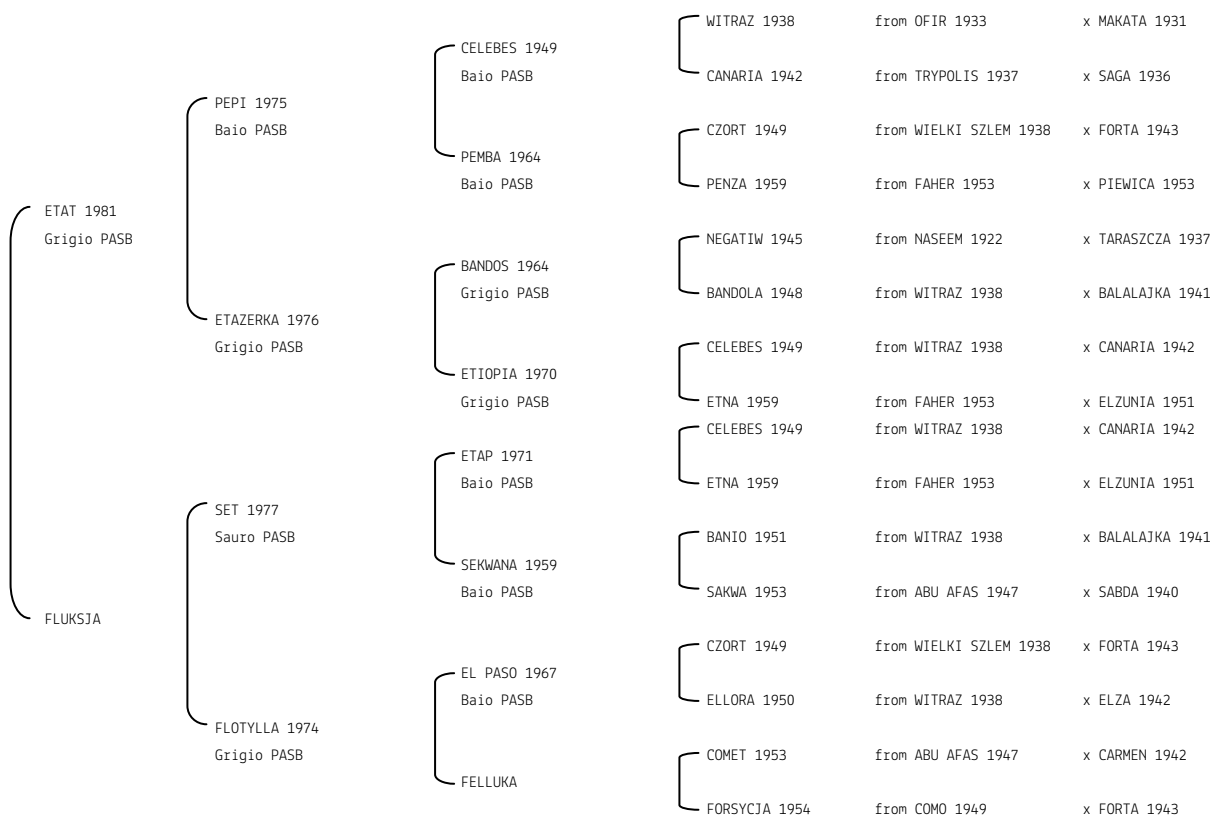 WITRAZ 1938 from OFIR 1933 x MAKATA 1931
CELEBES 1949
Baio PASB CANARIA 1942 from TRYPOLIS 1937 x SAGA 1936
PEPI 1975
Baio PASB CZORT 1949 from WIELKI SZLEM 1938 x FORTA 1943
PEMBA 1964
Baio PASB PENZA 1959 from FAHER 1953 x PIEWICA 1953
ETAT 1981
Grigio PASB NEGATIW 1945 from NASEEM 1922 x TARASZCZA 1937
BANDOS 1964
Grigio PASB BANDOLA 1948 from WITRAZ 1938 x BALALAJKA 1941
ETAZERKA 1976
Grigio PASB CELEBES 1949 from WITRAZ 1938 x CANARIA 1942
ETIOPIA 1970
Grigio PASB ETNA 1959 from FAHER 1953 x ELZUNIA 1951
CELEBES 1949 from WITRAZ 1938 x CANARIA 1942
ETAP 1971
Baio PASB ETNA 1959 from FAHER 1953 x ELZUNIA 1951
SET 1977
Sauro PASB BANIO 1951 from WITRAZ 1938 x BALALAJKA 1941
SEKWANA 1959
Baio PASB SAKWA 1953 from ABU AFAS 1947 x SABDA 1940
FLUKSJA
CZORT 1949 from WIELKI SZLEM 1938 x FORTA 1943
EL PASO 1967
Baio PASB ELLORA 1950 from WITRAZ 1938 x ELZA 1942
FLOTYLLA 1974
Grigio PASB COMET 1953 from ABU AFAS 1947 x CARMEN 1942
FELLUKA
FORSYCJA 1954 from COMO 1949 x FORTA 1943